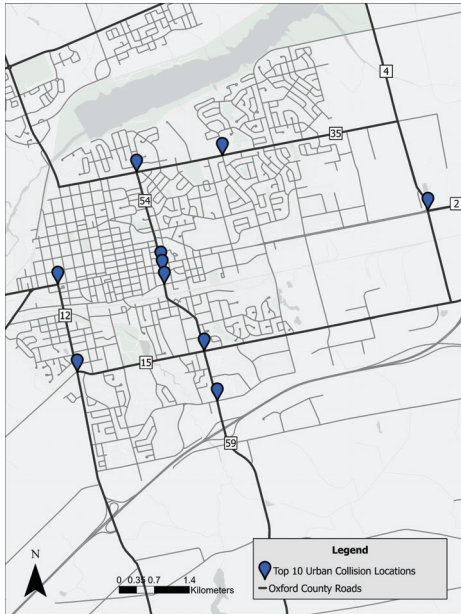 4
35
54
2
12
15
59
N
0 0.35 0.7 1.4
Kilometers
Legend
Top 10 Urban Collision Locations
Oxford County Roads